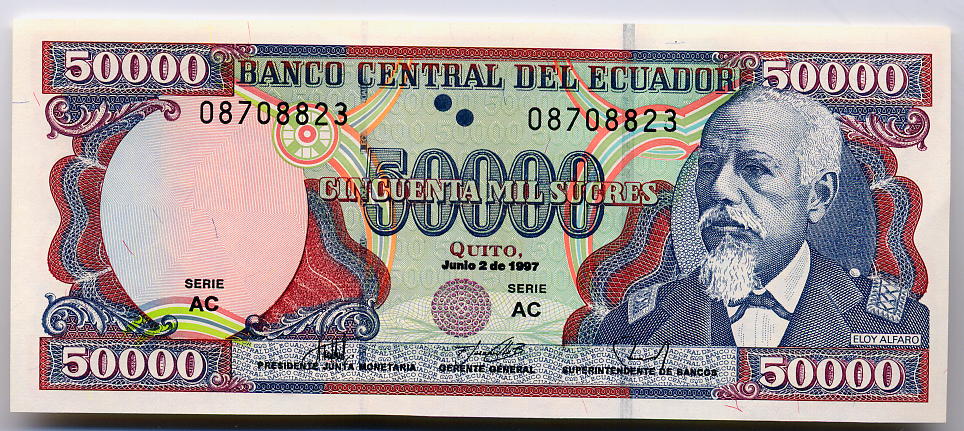 50000 BANCO CENTRAL DEL ECUADOR 50000
08708823 08708823
50000
CINCUENTA MIL SUCRES
QUITO,
Junio 2 de 1997
SERIE
AC
SERIE
AC
ELOY ALFARO
50000 50000
PRESIDENTE JUNTA MONETARIA GERENTE GENERAL SUPERINTENDENTE DE BANCOS